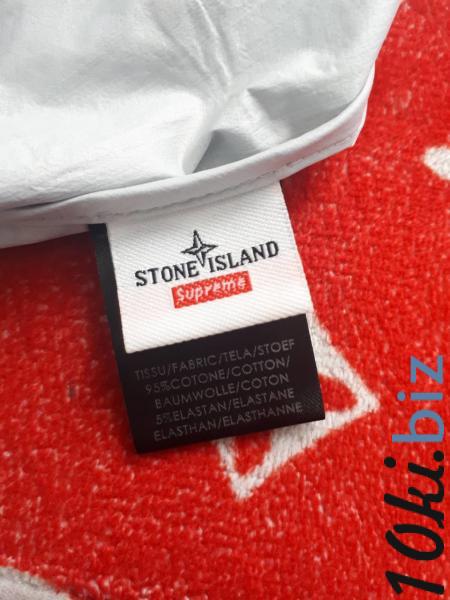 STONE ISLAND
Supreme
TISSU/FABRIC/TELA/STOEF
95%COTONE/COTTON/
BAUMWOLLE/COTON
5%ELASTAN/ELASTANE
ELASTHAN/ELASTHANNE
10ki.biz